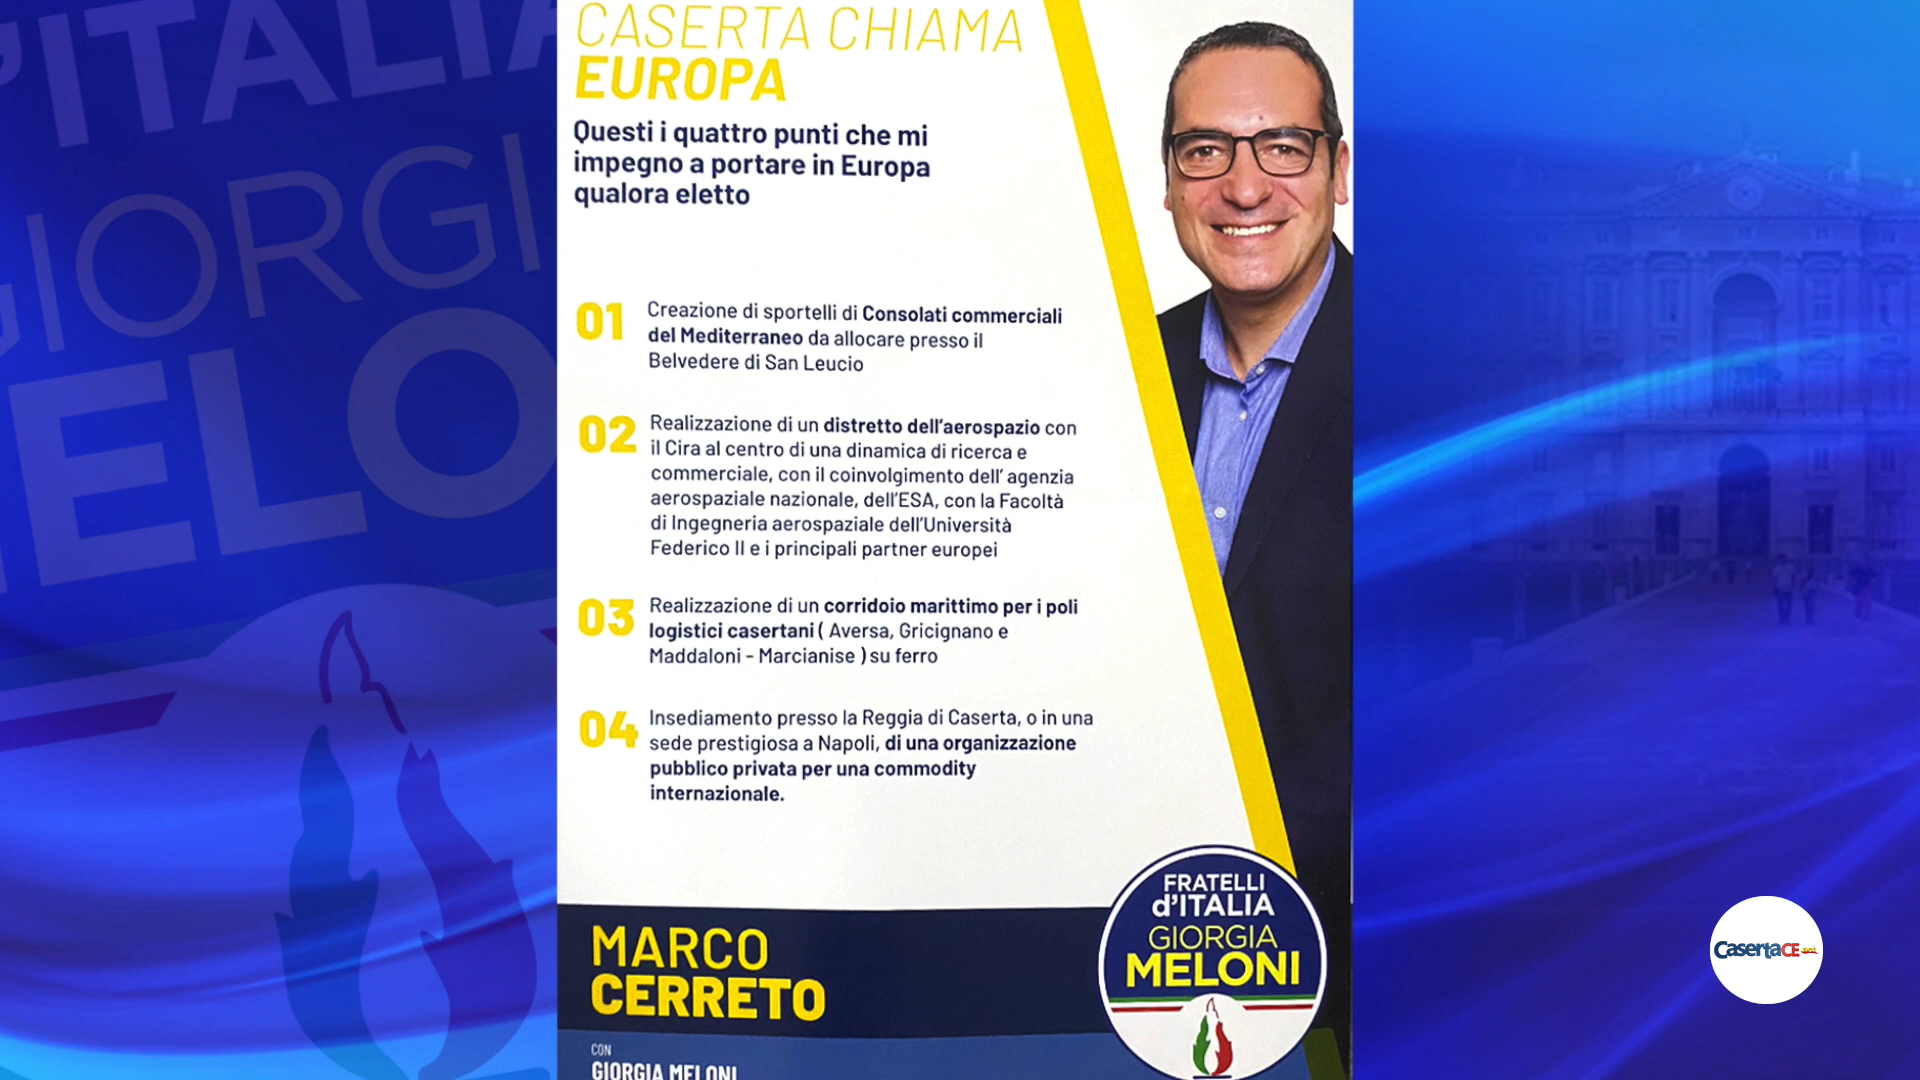 CASERTA CHIAMA
EUROPA
Questi i quattro punti che mi
impegno a portare in Europa
qualora eletto
01
Creazione di sportelli di Consolati commerciali
del Mediterraneo da allocare presso il
Belvedere di San Leucio
02
Realizzazione di un distretto dell'aerospazio con
il Cira al centro di una dinamica di ricerca e
commerciale, con il coinvolgimento dell' agenzia
aerospaziale nazionale, dell'ESA, con la Facoltà
di Ingegneria aerospaziale dell'Università
Federico II e i principali partner europei
03
Realizzazione di un corridoio marittimo per i poli
logistici casertani ( Aversa, Gricignano e
Maddaloni - Marcianise ) su ferro
04
Insediamento presso la Reggia di Caserta, o in una
sede prestigiosa a Napoli, di una organizzazione
pubblico privata per una commodity
internazionale.
MARCO
CERRETO
CON
GIORGIA MELONI
FRATELLI
d'ITALIA
GIORGIA
MELONI
'ITALIA
GIORGI
MELO
CasertaCE